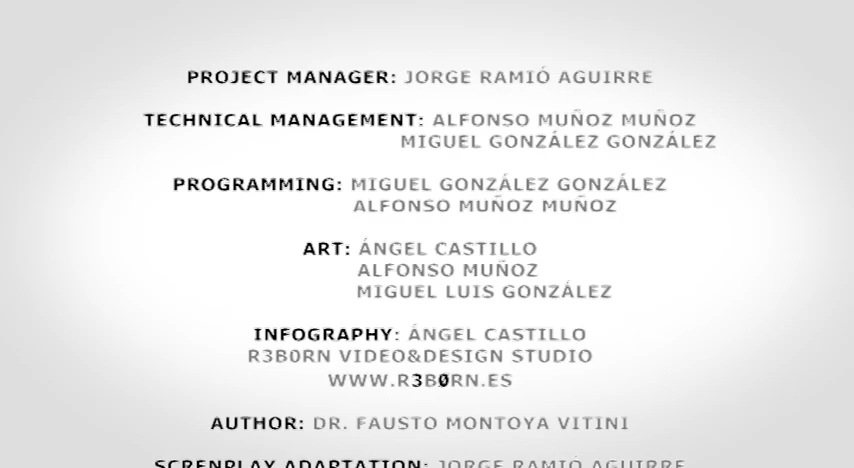 PROJECT MANAGER: JORGE RAMIÓ AGUIRRE
TECHNICAL MANAGEMENT: ALFONSO MUÑOZ MUÑOZ
MIGUEL GONZÁLEZ GONZÁLEZ
PROGRAMMING: MIGUEL GONZÁLEZ GONZÁLEZ
ALFONSO MUÑOZ MUÑOZ
ART: ÁNGEL CASTILLO
ALFONSO MUÑOZ
MIGUEL LUIS GONZÁLEZ
INFOGRAPHY: ÁNGEL CASTILLO
R3B0RN VIDEO&DESIGN STUDIO
WWW.R3B0RN.ES
AUTHOR: DR. FAUSTO MONTOYA VITINI
SCRENPLAY ADAPTATION: JORGE RAMIÓ AGUIRRE